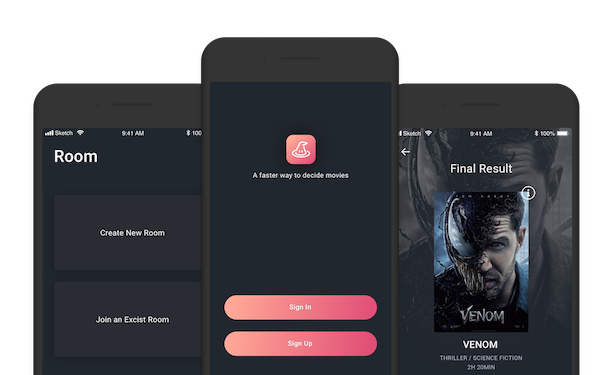 Sketch 9:41 AM 100%
Room
Create New Room
Join an Excist Room
A faster way to decide movies
Sign In
Sign Up
Sketch 9:41 AM 100%
Final Result
VENOM
VENOM
THRILLER / SCIENCE FICTION
2H 20MIN